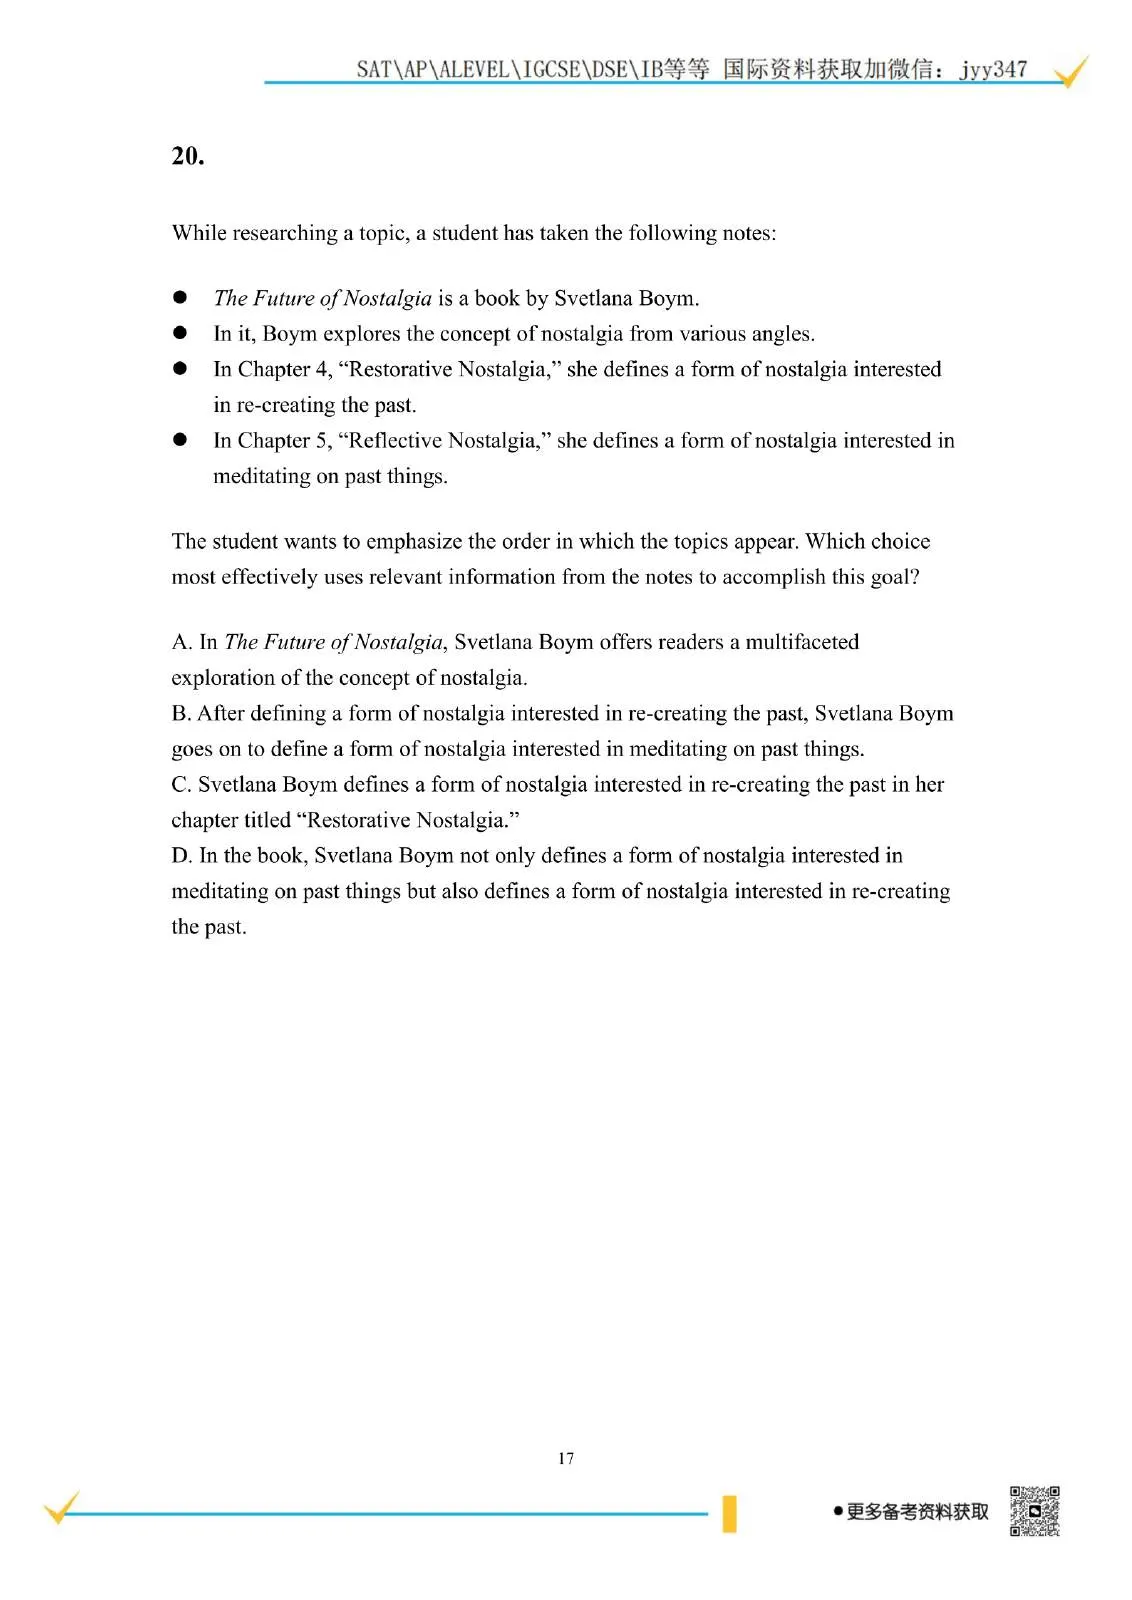 SAT\AP\ALEVEL\IGCSE\DSE\IB等等 国际资料获取加微信：jyy347
20.
While researching a topic, a student has taken the following notes:
● The Future of Nostalgia is a book by Svetlana Boym.
● In it, Boym explores the concept of nostalgia from various angles.
● In Chapter 4, “Restorative Nostalgia,” she defines a form of nostalgia interested
in re-creating the past.
● In Chapter 5, “Reflective Nostalgia,” she defines a form of nostalgia interested in
meditating on past things.
The student wants to emphasize the order in which the topics appear. Which choice
most effectively uses relevant information from the notes to accomplish this goal?
A. In The Future of Nostalgia, Svetlana Boym offers readers a multifaceted
exploration of the concept of nostalgia.
B. After defining a form of nostalgia interested in re-creating the past, Svetlana Boym
goes on to define a form of nostalgia interested in meditating on past things.
C. Svetlana Boym defines a form of nostalgia interested in re-creating the past in her
chapter titled “Restorative Nostalgia.”
D. In the book, Svetlana Boym not only defines a form of nostalgia interested in
meditating on past things but also defines a form of nostalgia interested in re-creating
the past.
17
●更多备考资料获取